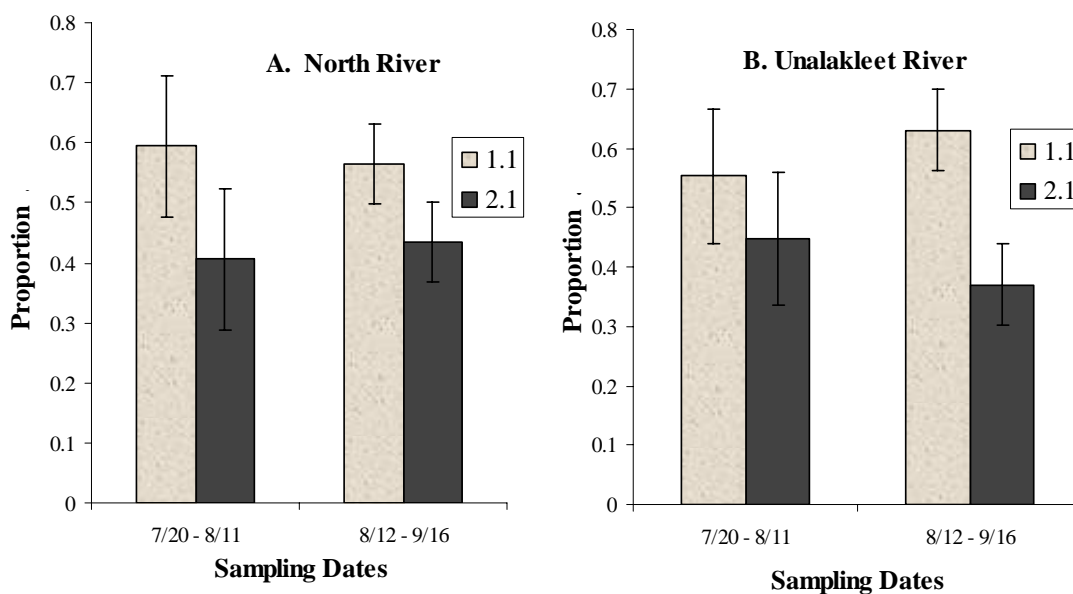 A. North River
Proportion
0.8
0.7
0.6
0.5
0.4
0.3
0.2
0.1
0
1.1
2.1
7/20 - 8/11
8/12 - 9/16
Sampling Dates
B. Unalakleet River
Proportion
0.8
0.7
0.6
0.5
0.4
0.3
0.2
0.1
0
1.1
2.1
7/20 - 8/11
8/12 - 9/16
Sampling Dates